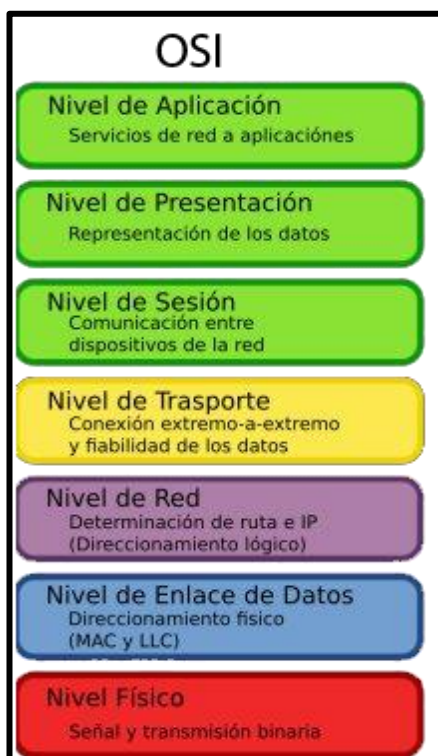 OSI
Nivel de Aplicación
Servicios de red a aplicaciónes
Nivel de Presentación
Representación de los datos
Nivel de Sesión
Comunicación entre
dispositivos de la red
Nivel de Trasporte
Conexión extremo-a-extremo
y fiabilidad de los datos
Nivel de Red
Determinación de ruta e IP
(Direccionamiento lógico)
Nivel de Enlace de Datos
Direccionamiento fisico
(MAC y LLC)
Nivel Físico
Señal y transmisión binaria